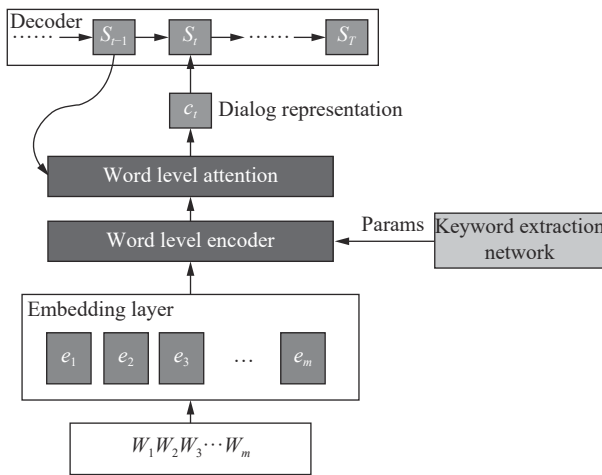 Decoder
…… S_{t−1} S_t …… S_T
c_t Dialog representation
Word level attention
Word level encoder
Params
Keyword extraction
network
Embedding layer
e_1 e_2 e_3 … e_m
W_1W_2W_3⋯W_m